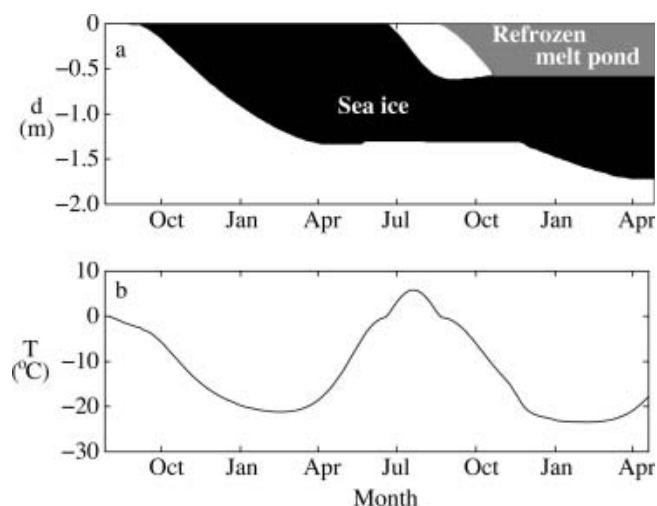 0
a
Refrozen
melt pond
−0.5
d
(m)
−1.0
Sea ice
−1.5
−2.0
Oct Jan Apr Jul Oct Jan Apr
10
b
0
T
(°C)
−10
−20
−30
Oct Jan Apr Jul Oct Jan Apr
Month